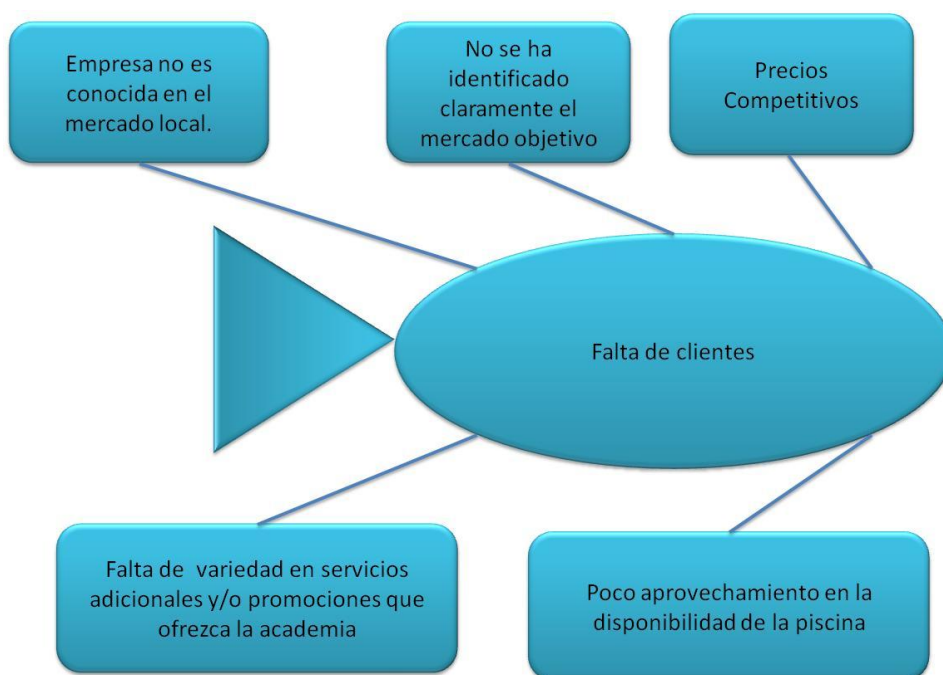 Empresa no es
conocida en el
mercado local.
No se ha
identificado
claramente el
mercado objetivo
Precios
Competitivos
Falta de clientes
Falta de variedad en servicios
adicionales y/o promociones que
ofrezca la academia
Poco aprovechamiento en la
disponibilidad de la piscina